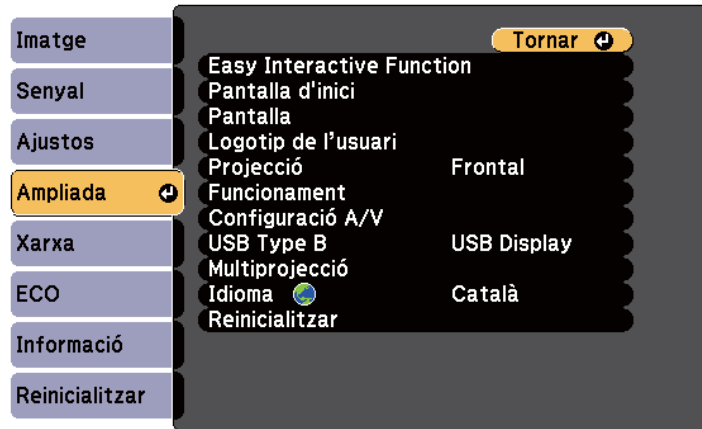 Imatge
Senyal
Ajustos
Ampliada
Xarxa
ECO
Informació
Reinicialitzar
Tornar
Easy Interactive Function
Pantalla d'inici
Pantalla
Logotip de l’usuari
Projecció Frontal
Funcionament
Configuració A/V
USB Type B USB Display
Multiprojecció
Idioma Català
Reinicialitzar